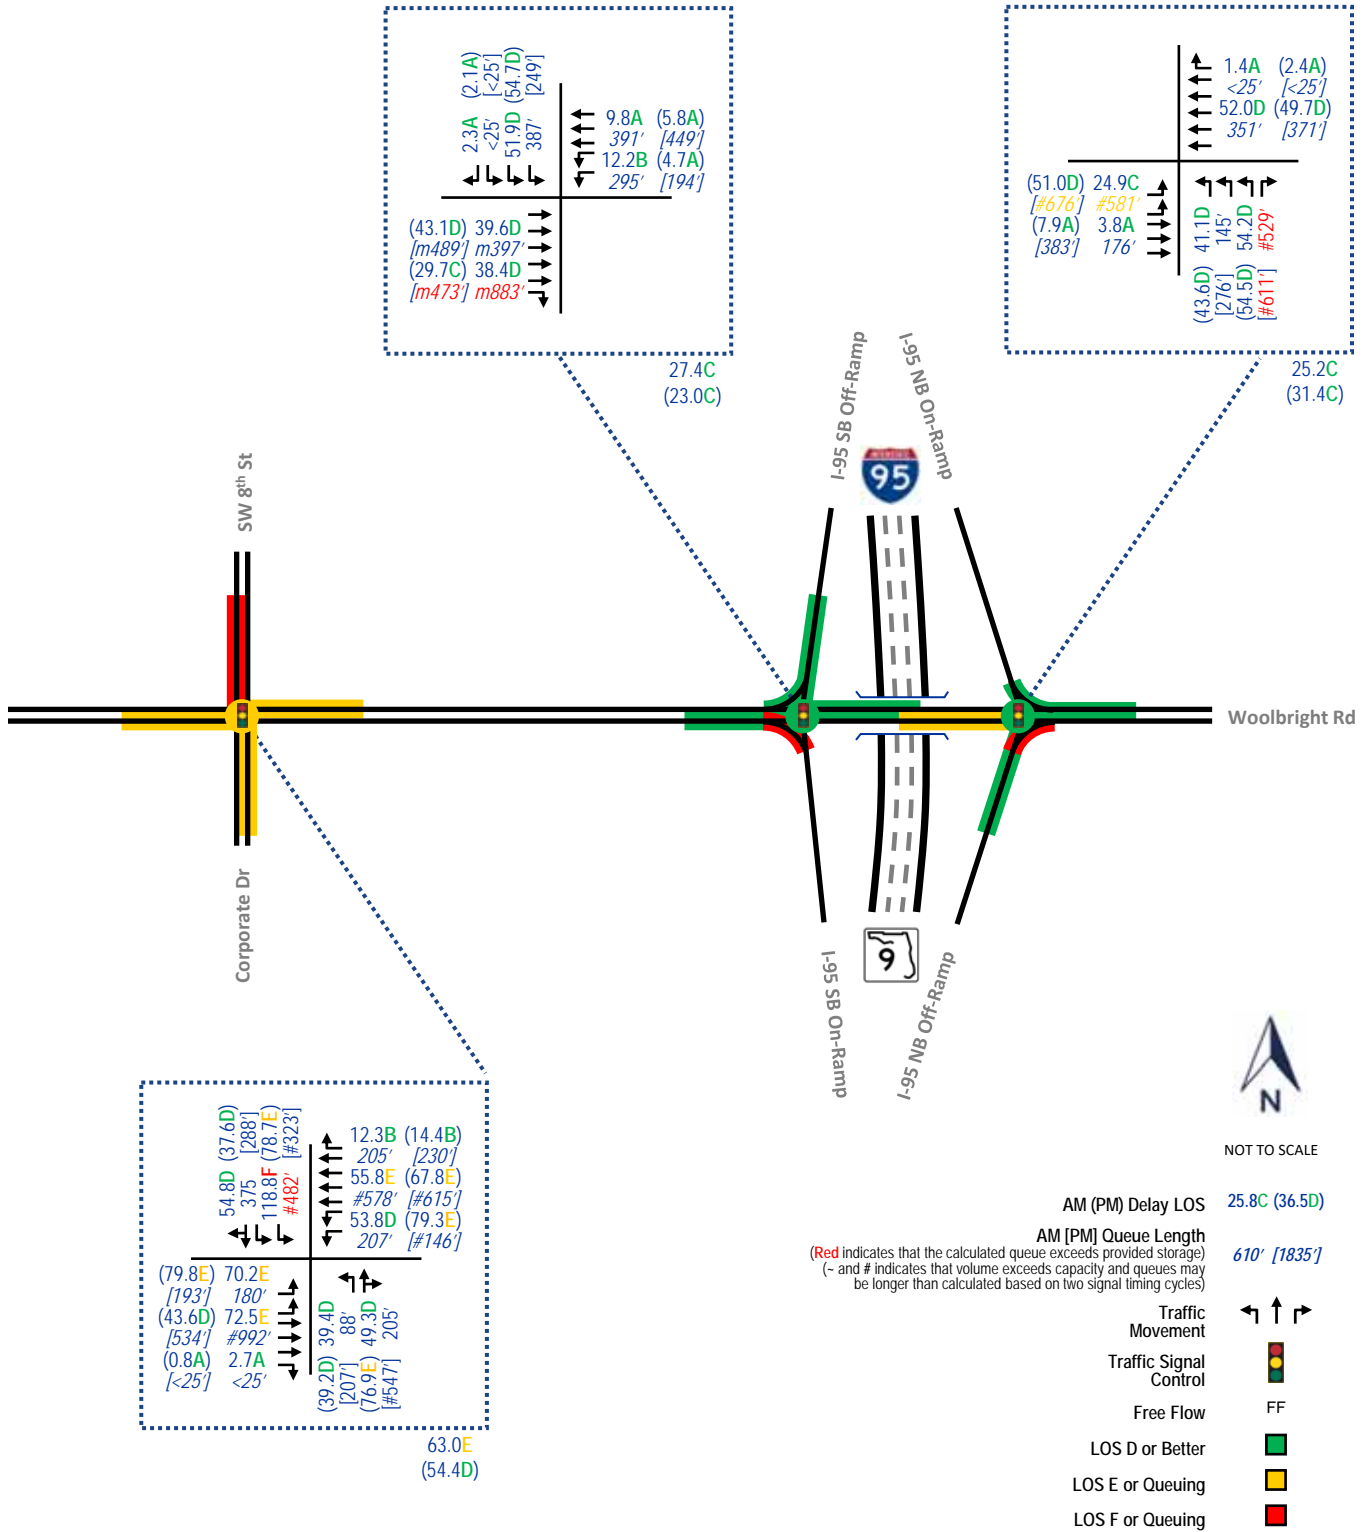 (2.1A)
[<25']
(54.7D)
[249']
2.3A
<25'
51.9D
387'
9.8A (5.8A)
391' [449']
12.2B (4.7A)
295' [194']
(43.1D) 39.6D
[m489'] m397'
(29.7C) 38.4D
[m473'] m883'
27.4C
(23.0C)
1.4A (2.4A)
<25' [<25']
52.0D (49.7D)
351' [371']
(51.0D) 24.9C
[#676'] #581'
(7.9A) 3.8A
[383'] 176'
41.1D
145'
54.2D
#529'
(43.6D)
[276']
(54.5D)
[#611']
25.2C
(31.4C)
SW 8th St
I-95 SB Off-Ramp
I-95 NB On-Ramp
INTERSTATE
95
Woolbright Rd
Corporate Dr
I-95 SB On-Ramp
9
I-95 NB Off-Ramp
N
NOT TO SCALE
(37.6D)
[288']
(78.7E)
[#323']
54.8D
375
118.8F
#482'
12.3B (14.4B)
205' [230']
55.8E (67.8E)
#578' [#615']
53.8D (79.3E)
207' [#146']
(79.8E) 70.2E
[193'] 180'
(43.6D) 72.5E
[534'] #992'
(0.8A) 2.7A
[<25'] <25'
39.4D
88'
49.3D
205'
(39.2D)
[207']
(76.9E)
[#547']
63.0E
(54.4D)
AM (PM) Delay LOS 25.8C (36.5D)
AM [PM] Queue Length
(Red indicates that the calculated queue exceeds provided storage)
(~ and # indicates that volume exceeds capacity and queues may
be longer than calculated based on two signal timing cycles)
610' [1835']
Traffic
Movement
Traffic Signal
Control
Free Flow FF
LOS D or Better
LOS E or Queuing
LOS F or Queuing